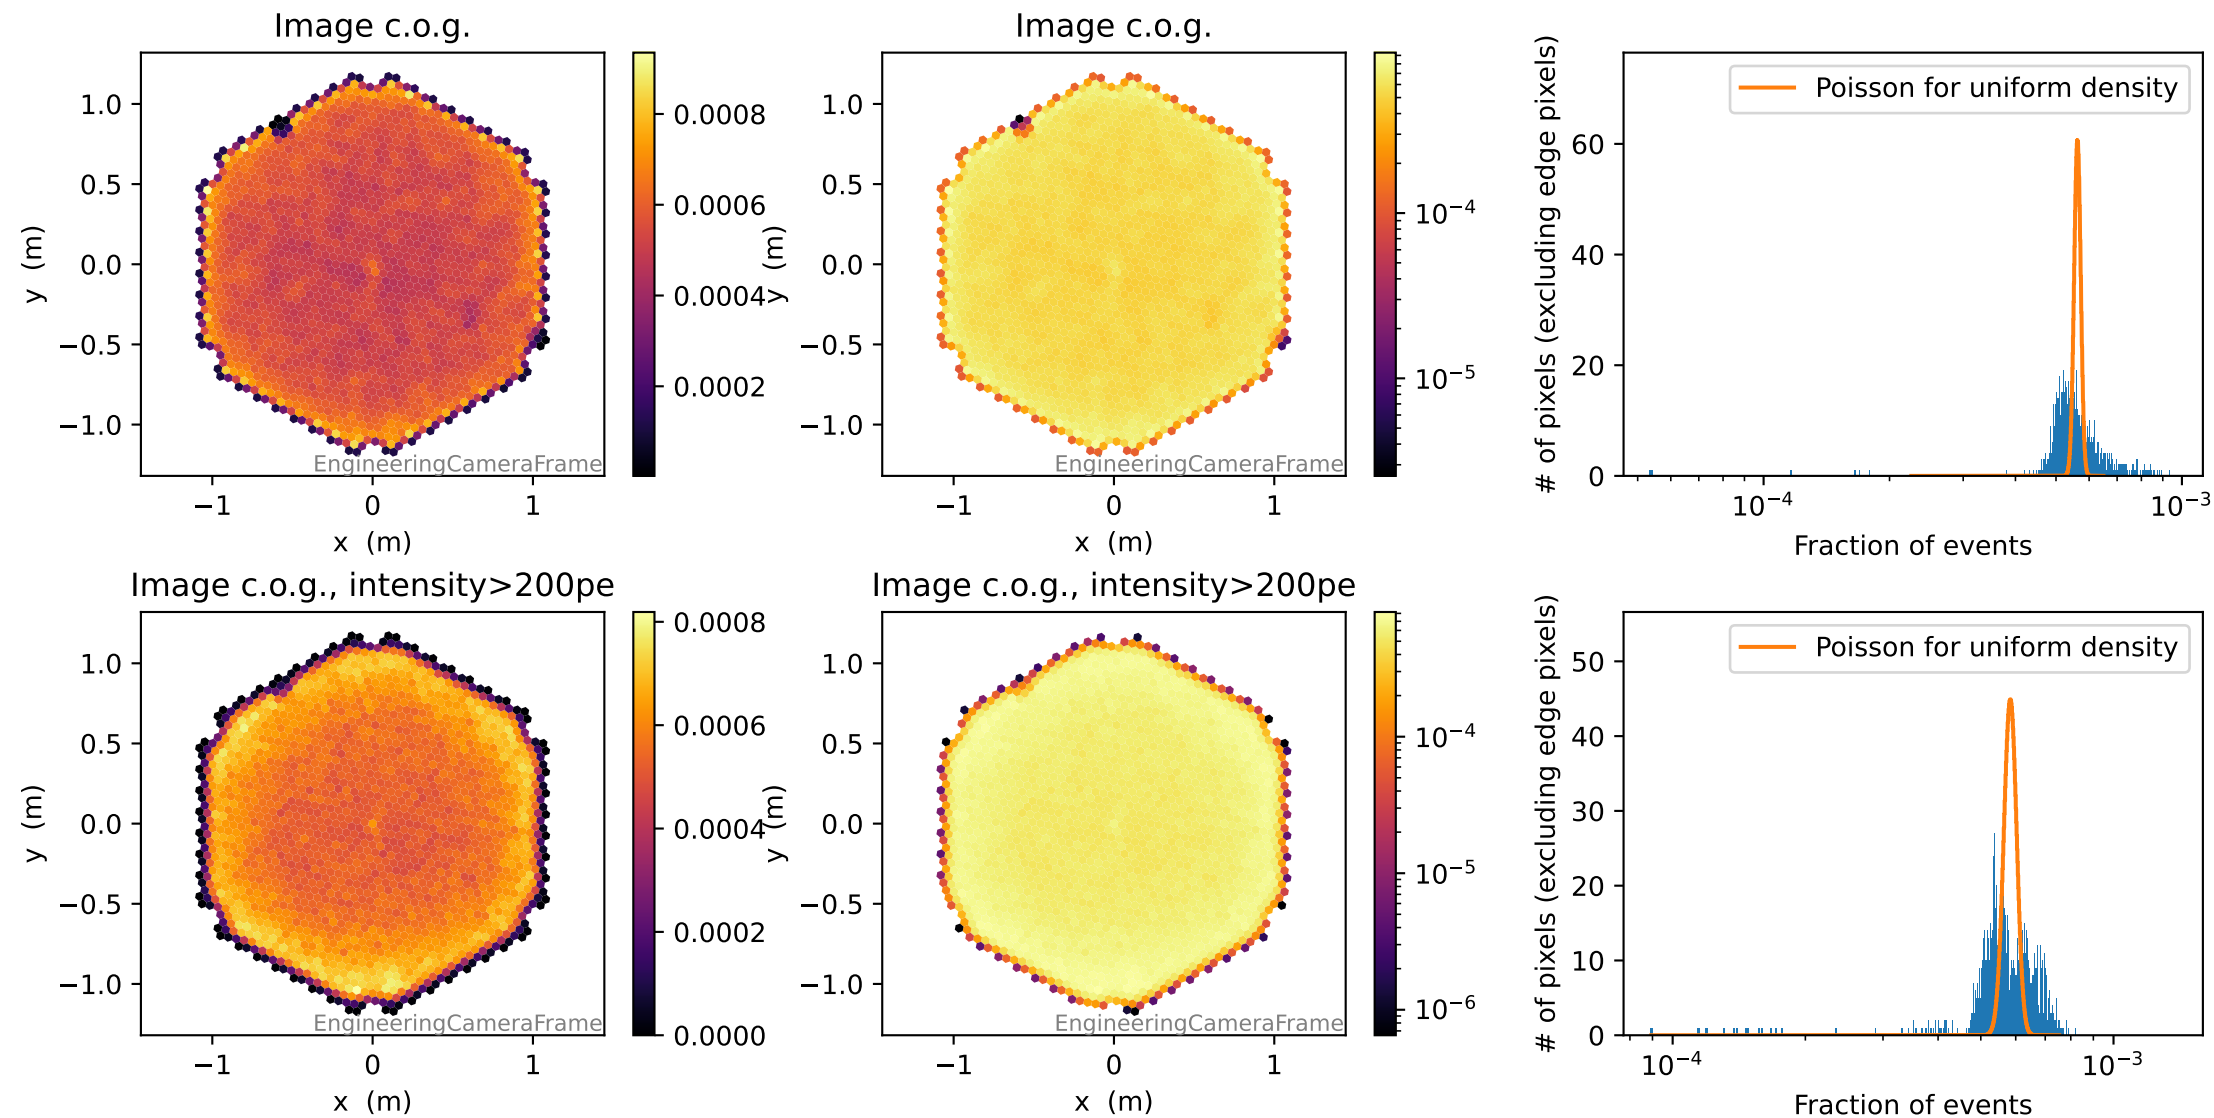 Image c.o.g.
y (m)
1.0
0.5
0.0
−0.5
−1.0
−1
0
1
x (m)
EngineeringCameraFrame
0.0008
0.0006
0.0004
0.0002
Image c.o.g.
y (m)
1.0
0.5
0.0
−0.5
−1.0
−1
0
1
x (m)
EngineeringCameraFrame
10−4
10−5
# of pixels (excluding edge pixels)
60
40
20
0
Poisson for uniform density
10−4
10−3
Fraction of events
Image c.o.g., intensity>200pe
y (m)
1.0
0.5
0.0
−0.5
−1.0
−1
0
1
x (m)
EngineeringCameraFrame
0.0008
0.0006
0.0004
0.0002
0.0000
Image c.o.g., intensity>200pe
y (m)
1.0
0.5
0.0
−0.5
−1.0
−1
0
1
x (m)
EngineeringCameraFrame
10−4
10−5
10−6
# of pixels (excluding edge pixels)
50
40
30
20
10
0
Poisson for uniform density
10−4
10−3
Fraction of events